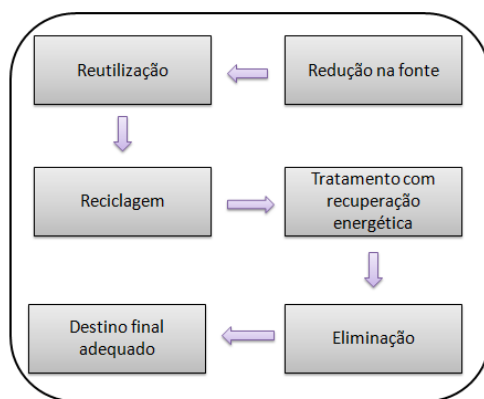 Reutilização
Redução na fonte
Reciclagem
Tratamento com
recuperação
energética
Destino final
adequado
Eliminação